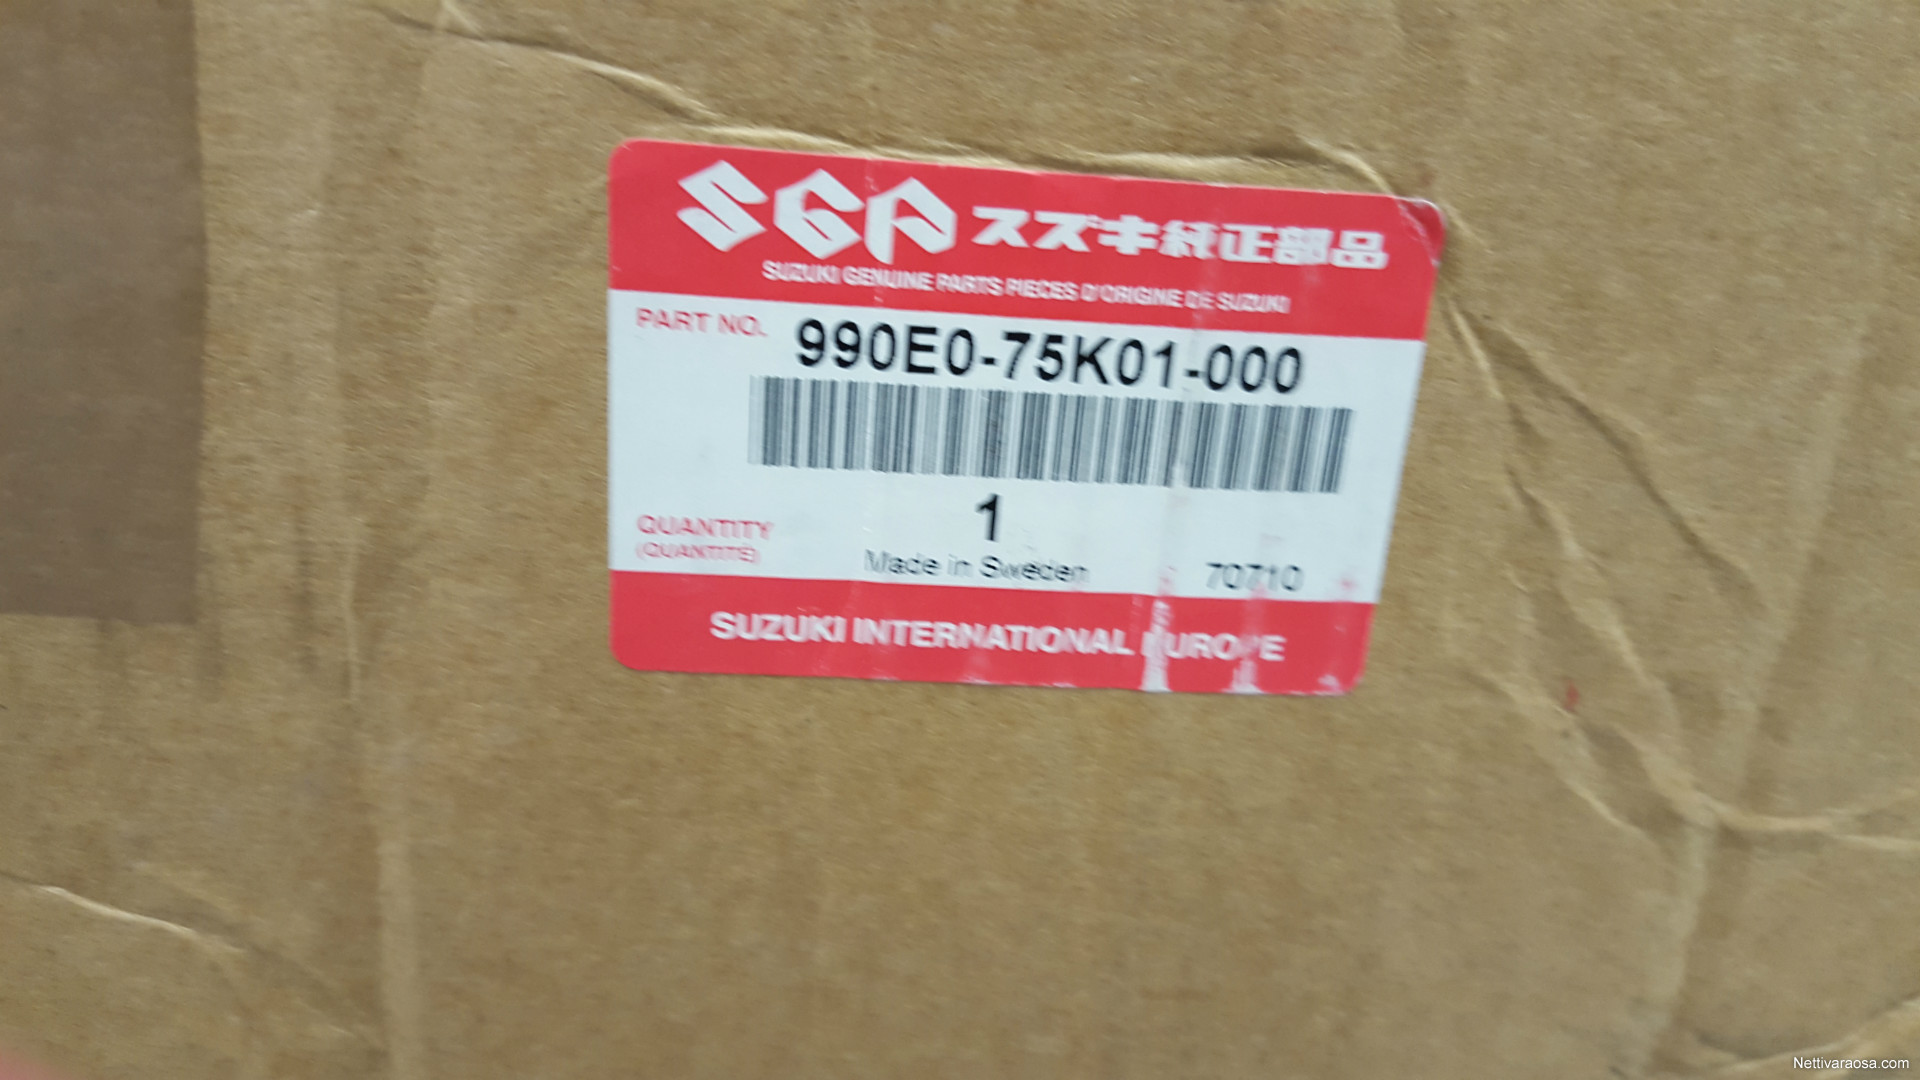 SGP スズキ純正部品
SUZUKI GENUINE PARTS PIECES D'ORIGINE DE SUZUKI
PART NO. 990E0-75K01-000
1
QUANTITY
(QUANTITÉ)
Made in Sweden 70710
SUZUKI INTERNATIONAL EUROPE
Nettivaraosa.com